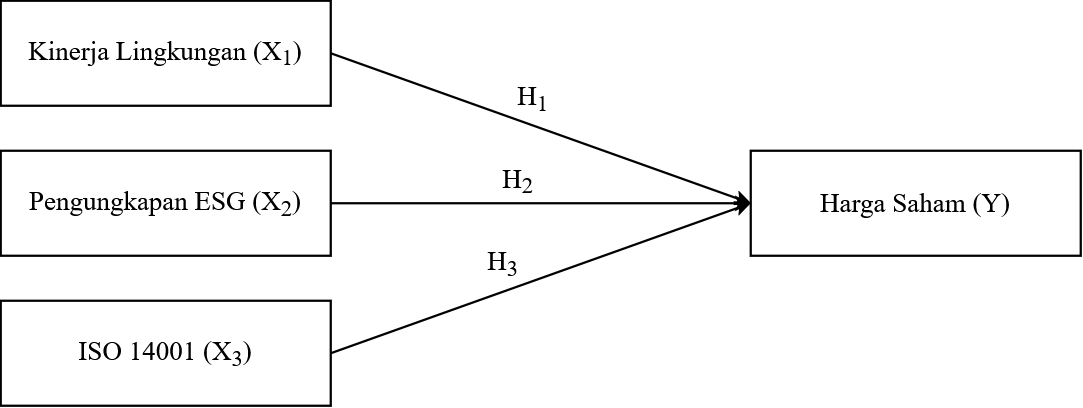 Kinerja Lingkungan (X₁)
H₁
Pengungkapan ESG (X₂)
H₂
Harga Saham (Y)
H₃
ISO 14001 (X₃)